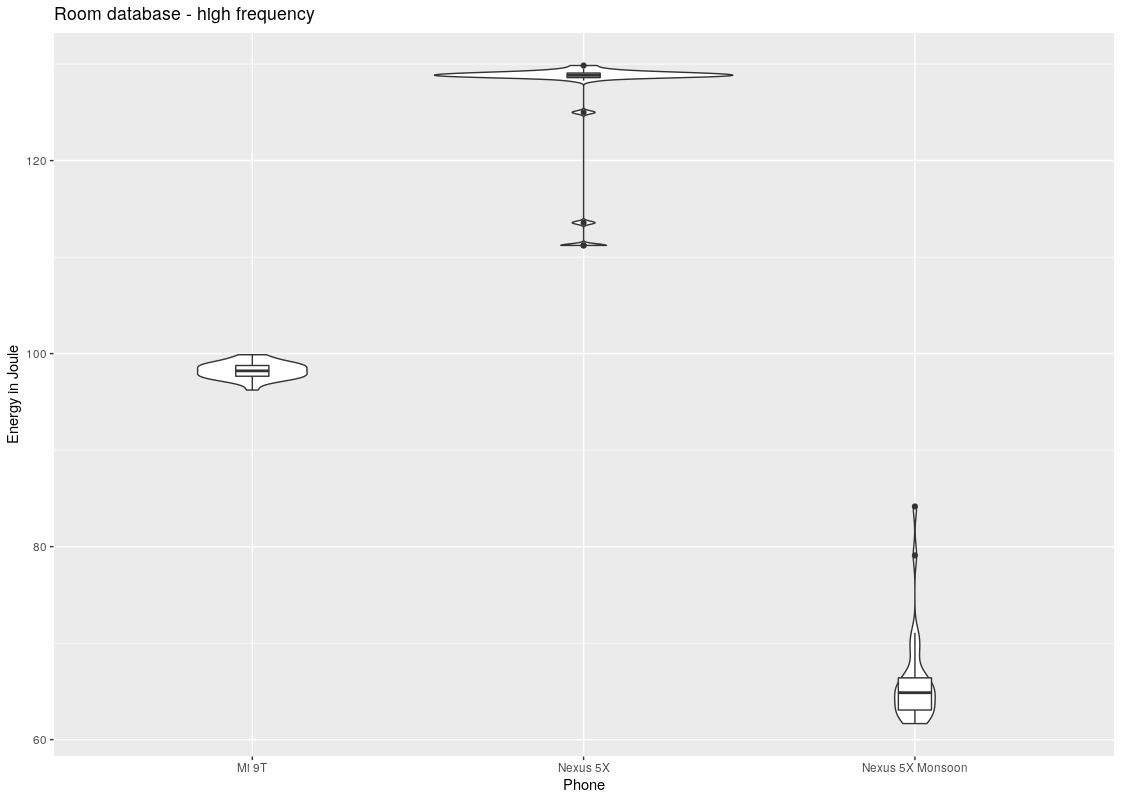 Room database - high frequency
Energy in Joule
120
100
80
60
Mi 9T
Nexus 5X
Nexus 5X Monsoon
Phone